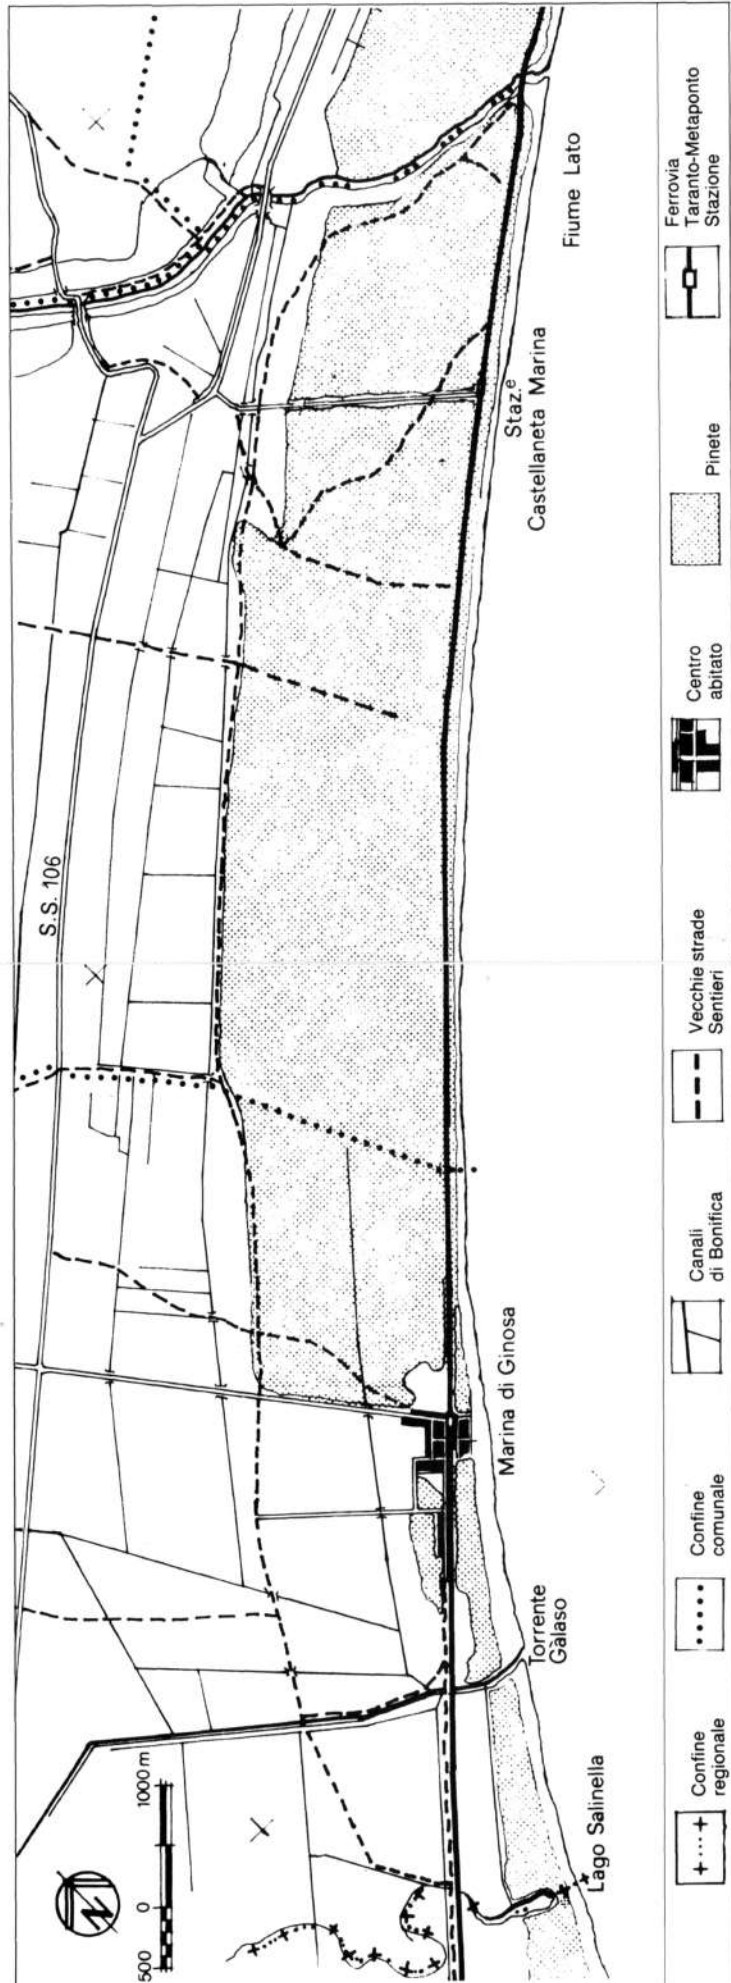 S.S. 106
Fiume Lato
Staz.e
Castellaneta Marina
Marina di Ginosa
Torrente
Gàlaso
Lago Salinella
N
500 0 1000 m
Confine
regionale
Confine
comunale
Canali
di Bonifica
Vecchie strade
Sentieri
Centro
abitato
Pinete
Ferrovia
Taranto-Metaponto
Stazione